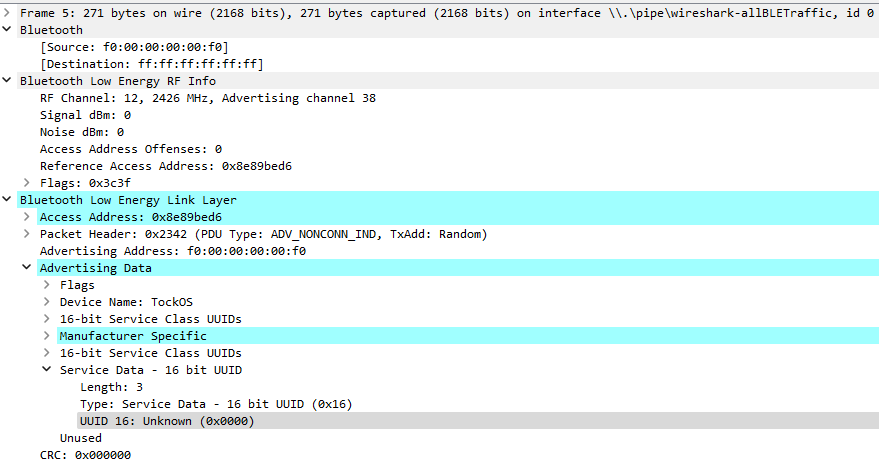 Frame 5: 271 bytes on wire (2168 bits), 271 bytes captured (2168 bits) on interface \\.\pipe\wireshark-allBLETraffic, id 0
Bluetooth
[Source: f0:00:00:00:00:f0]
[Destination: ff:ff:ff:ff:ff:ff]
Bluetooth Low Energy RF Info
RF Channel: 12, 2426 MHz, Advertising channel 38
Signal dBm: 0
Noise dBm: 0
Access Address Offenses: 0
Reference Access Address: 0x8e89bed6
Flags: 0x3c3f
Bluetooth Low Energy Link Layer
Access Address: 0x8e89bed6
Packet Header: 0x2342 (PDU Type: ADV_NONCONN_IND, TxAdd: Random)
Advertising Address: f0:00:00:00:00:f0
Advertising Data
Flags
Device Name: TockOS
16-bit Service Class UUIDs
Manufacturer Specific
16-bit Service Class UUIDs
Service Data - 16 bit UUID
Length: 3
Type: Service Data - 16 bit UUID (0x16)
UUID 16: Unknown (0x0000)
Unused
CRC: 0x000000